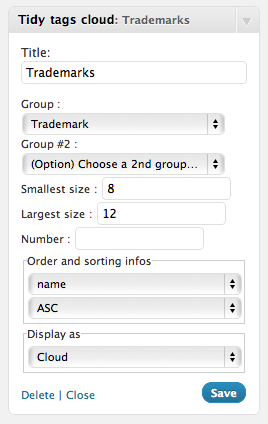 Tidy tags cloud: Trademarks
Title:
Trademarks
Group :
Trademark
Group #2 :
(Option) Choose a 2nd group...
Smallest size : 8
Largest size : 12
Number :
Order and sorting infos
name
ASC
Display as
Cloud
Delete | Close Save